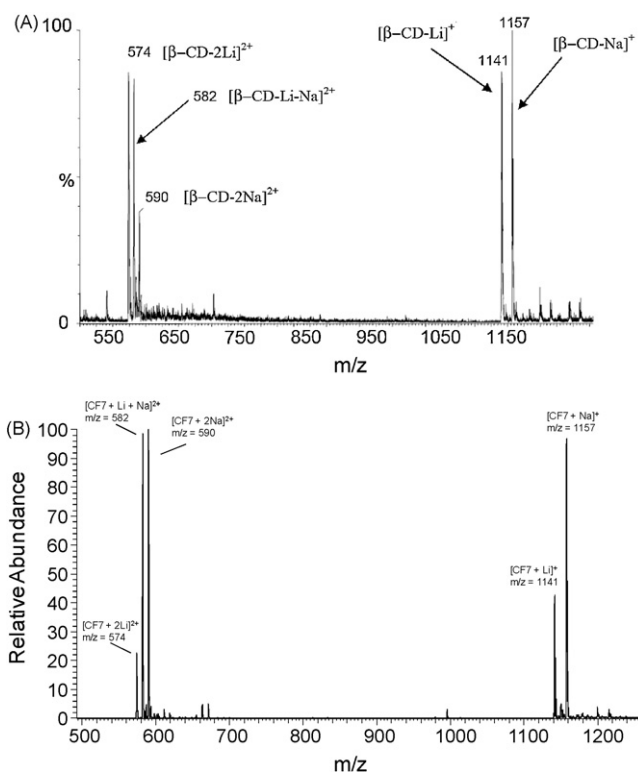 (A)
100
574 [β–CD-2Li]²⁺
582 [β–CD-Li-Na]²⁺
590 [β–CD-2Na]²⁺
[β–CD-Li]⁺
1141
1157
[β–CD-Na]⁺
%
0
550 650 750 850 950 1050 1150
m/z
(B)
[CF7 + Li + Na]²⁺
m/z = 582
[CF7 + 2Na]²⁺
m/z = 590
[CF7 + 2Li]²⁺
m/z = 574
[CF7 + Li]⁺
m/z = 1141
[CF7 + Na]⁺
m/z = 1157
Relative Abundance
100
90
80
70
60
50
40
30
20
10
0
500 600 700 800 900 1000 1100 1200
m/z